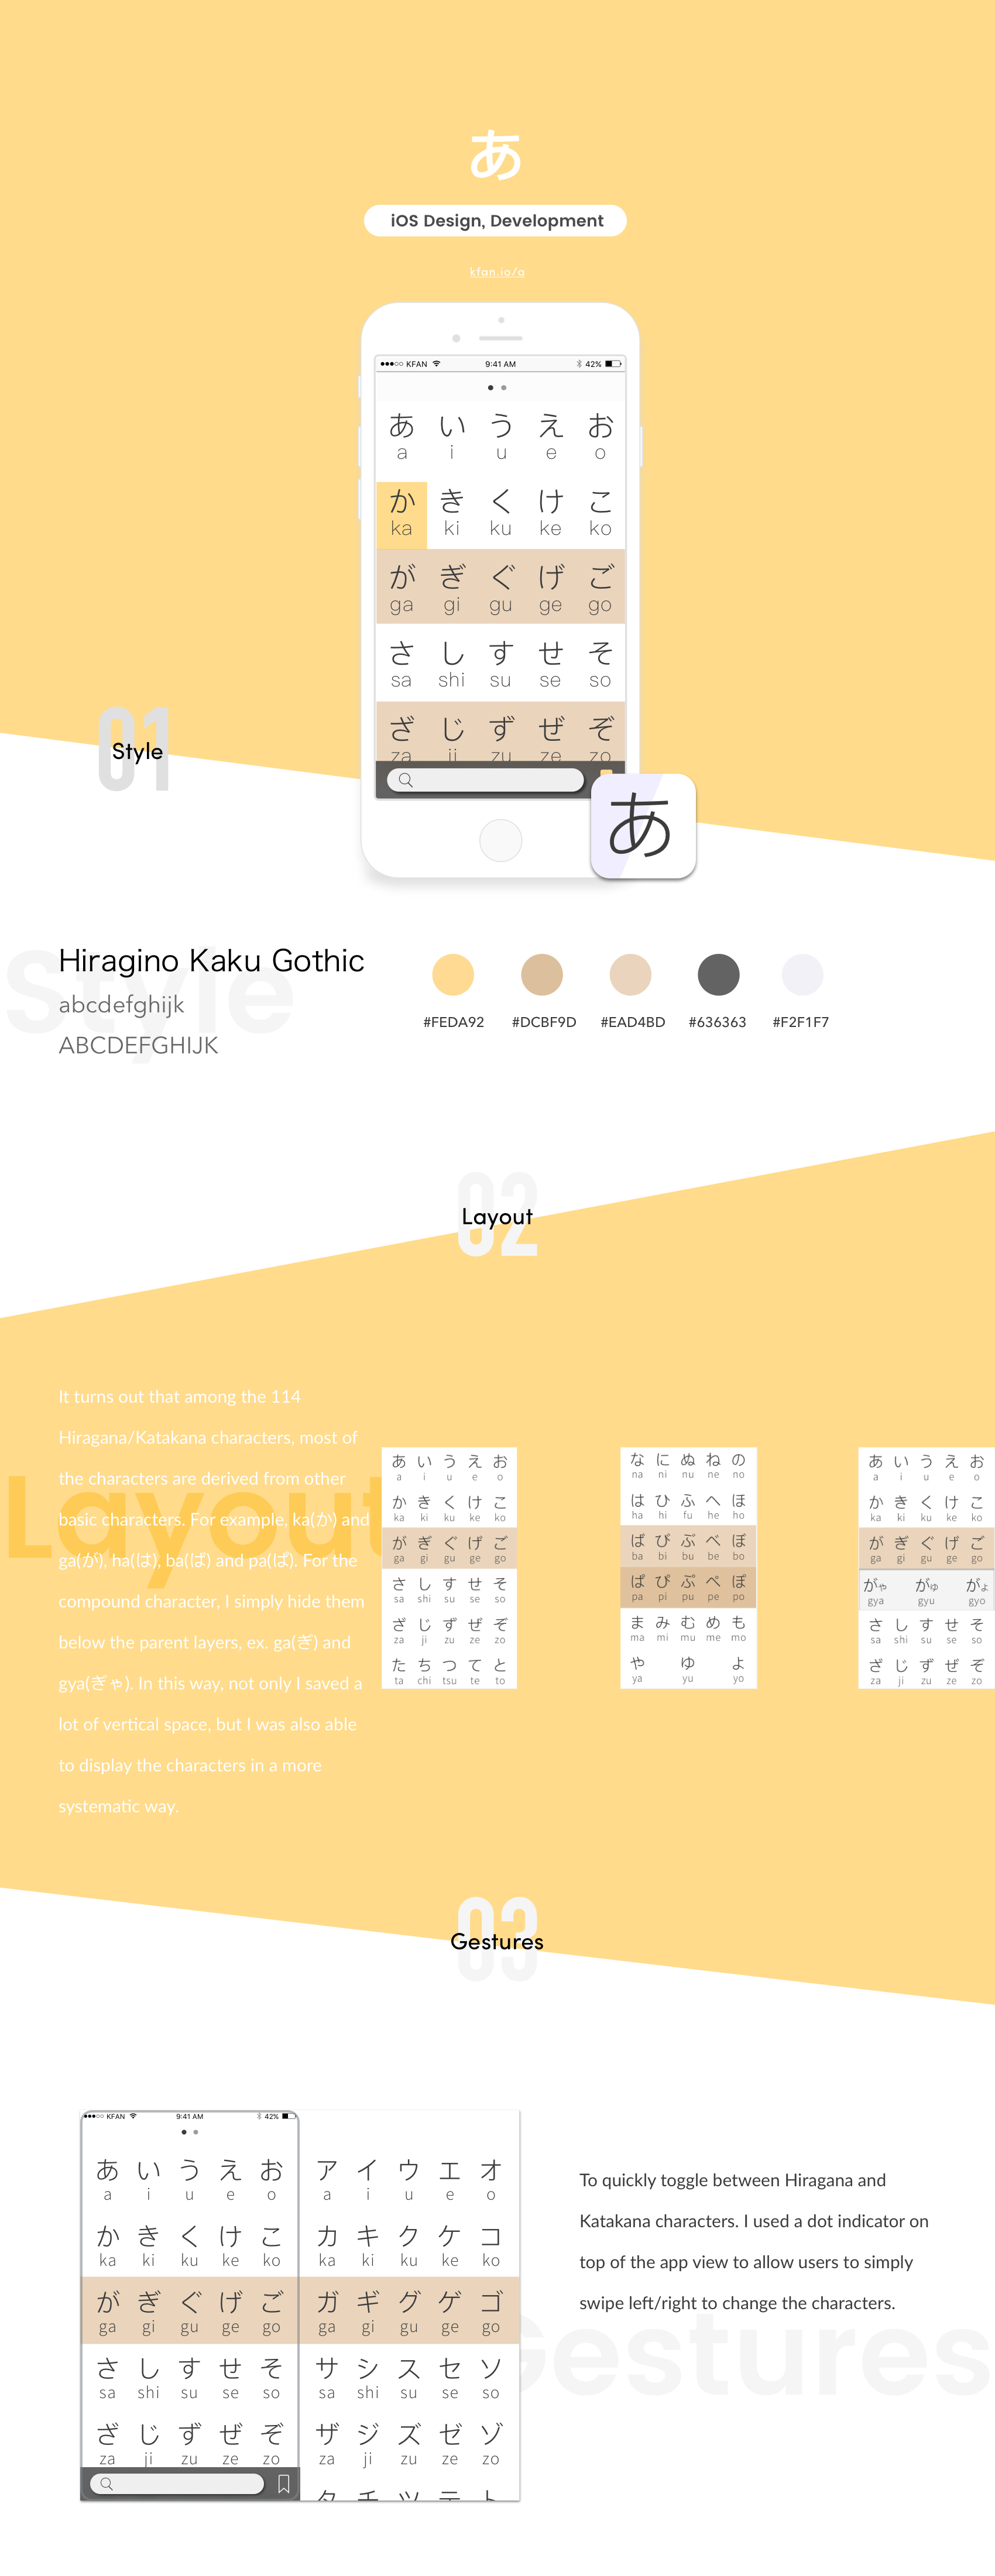 あ
iOS Design, Development
kfan.io/a
KFAN 9:41 AM 42%
あ い う え お
a i u e o
か き く け こ
ka ki ku ke ko
が ぎ ぐ げ ご
ga gi gu ge go
さ し す せ そ
sa shi su se so
ざ じ ず ぜ ぞ
za ji zu ze zo
あ
01
Style
Style
Hiragino Kaku Gothic
abcdefghijk
ABCDEFGHIJK
#FEDA92 #DCBF9D #EAD4BD #636363 #F2F1F7
02
Layout
Layout
It turns out that among the 114
Hiragana/Katakana characters, most of
the characters are derived from other
basic characters. For example, ka(か) and
ga(が), ha(は), ba(ば) and pa(ぱ). For the
compound character, I simply hide them
below the parent layers, ex. ga(ぎ) and
gya(ぎゃ). In this way, not only I saved a
lot of vertical space, but I was also able
to display the characters in a more
systematic way.
あ い う え お
a i u e o
か き く け こ
ka ki ku ke ko
が ぎ ぐ げ ご
ga gi gu ge go
さ し す せ そ
sa shi su se so
ざ じ ず ぜ ぞ
za ji zu ze zo
た ち つ て と
ta chi tsu te to
な に ぬ ね の
na ni nu ne no
は ひ ふ へ ほ
ha hi fu he ho
ば び ぶ べ ぼ
ba bi bu be bo
ぱ ぴ ぷ ぺ ぽ
pa pi pu pe po
ま み む め も
ma mi mu me mo
や ゆ よ
ya yu yo
あ い う え お
a i u e o
か き く け こ
ka ki ku ke ko
が ぎ ぐ げ ご
ga gi gu ge go
がゃ がゅ がょ
gya gyu gyo
さ し す せ そ
sa shi su se so
ざ じ ず ぜ ぞ
za ji zu ze zo
03
Gestures
KFAN 9:41 AM 42%
あ い う え お
a i u e o
か き く け こ
ka ki ku ke ko
が ぎ ぐ げ ご
ga gi gu ge go
さ し す せ そ
sa shi su se so
ざ じ ず ぜ ぞ
za ji zu ze zo
ア イ ウ エ オ
a i u e o
カ キ ク ケ コ
ka ki ku ke ko
ガ ギ グ ゲ ゴ
ga gi gu ge go
サ シ ス セ ソ
sa shi su se so
ザ ジ ズ ゼ ゾ
za ji zu ze zo
タ チ ツ テ ト
To quickly toggle between Hiragana and
Katakana characters. I used a dot indicator on
top of the app view to allow users to simply
swipe left/right to change the characters.
Gestures